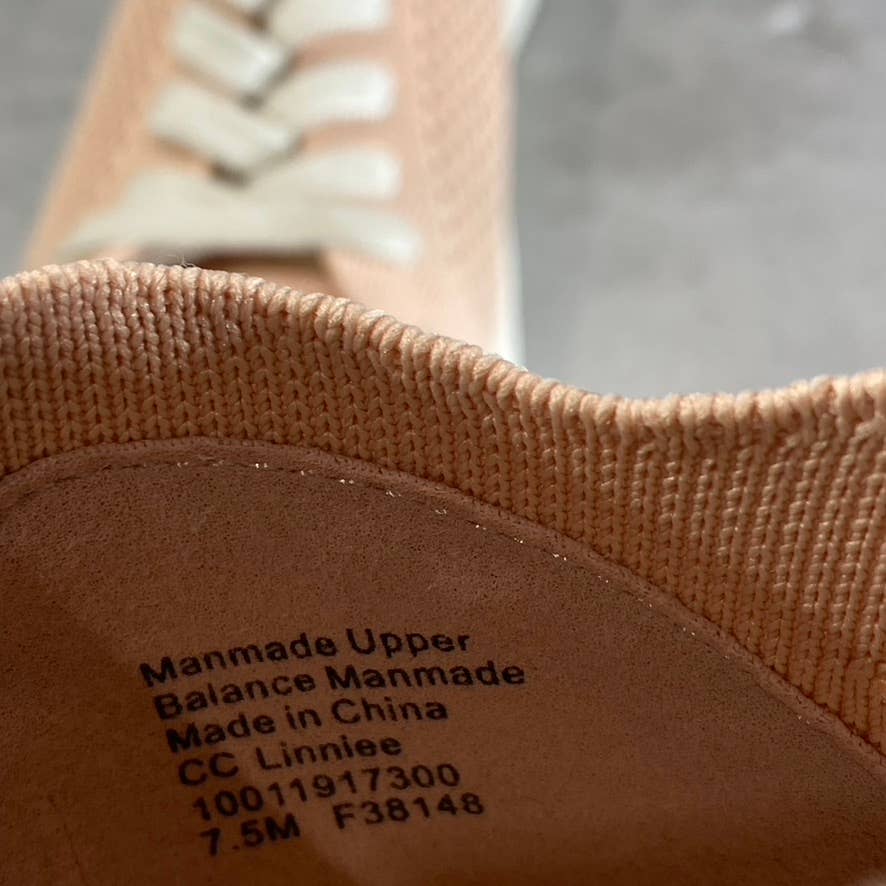 Manmade Upper
Balance Manmade
Made in China
CC Linniee
10011917300
7.5M F38148